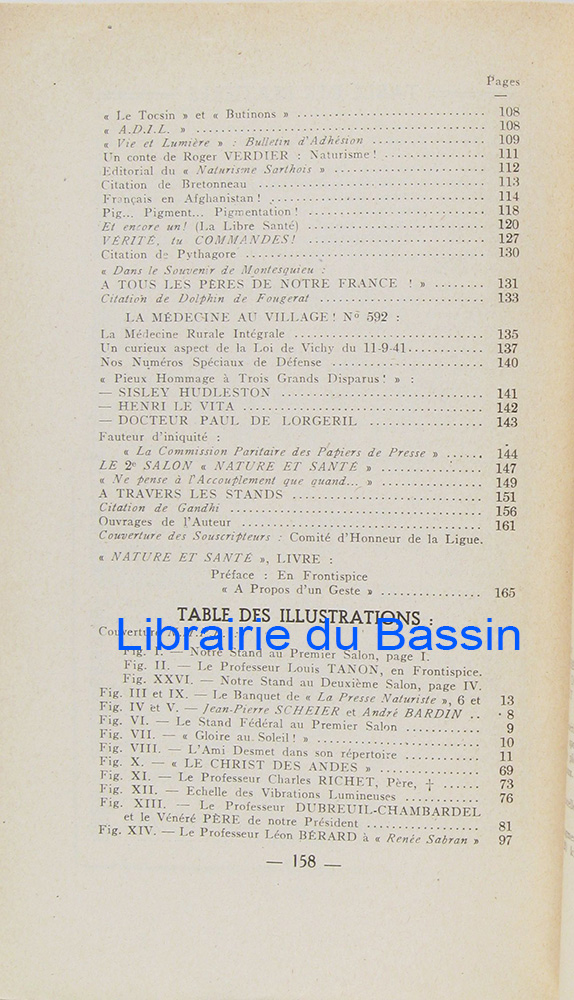 Pages
« Le Tocsin » et « Butinons » ............................ 108
« A.D.I.L. » ............................ 108
« Vie et Lumière » : Bulletin d'Adhésion ................ 109
Un conte de Roger VERDIER : Naturisme ! ................ 111
Editorial du « Naturisme Sarthois » ..................... 112
Citation de Bretonneau ................................. 113
Français en Afghanistan ! .............................. 114
Pig... Pigment... Pigmentation ! ........................ 118
Et encore un! (La Libre Santé) ......................... 120
VERITÉ, tu COMMANDES! ............................ 127
Citation de Pythagore .................................. 130
« Dans le Souvenir de Montesquieu :
A TOUS LES PÈRES DE NOTRE FRANCE ! » ........ 131
Citation de Dolphin de Fougerat ........................ 133
LA MÉDECINE AU VILLAGE! Nº 592 :
La Médecine Rurale Intégrale ........................... 135
Un curieux aspect de la Loi de Vichy du 11-9-41........... 137
Nos Numéros Spéciaux de Défense ...................... 140
« Pieux Hommage à Trois Grands Disparus! » :
— SISLEY HUDLESTON ............................. 141
— HENRI LE VITA .................................. 142
— DOCTEUR PAUL DE LORGERIL .................. 143
Fauteur d'iniquité :
« La Commission Paritaire des Papiers de Presse » ...... 144
LE 2e SALON « NATURE ET SANTÉ » ................ 147
« Ne pense à l'Accouplement que quand... » .............. 149
A TRAVERS LES STANDS ........................... 151
Citation de Gandhi ..................................... 156
Ouvrages de l'Auteur ................................... 161
Couverture des Souscripteurs : Comité d'Honneur de la Ligue.
« NATURE ET SANTÉ », LIVRE :
Préface : En Frontispice
« A Propos d'un Geste » ............... 165
TABLE DES ILLUSTRATIONS :
Librairie du Bassin
Fig. I. — Notre Stand au Premier Salon, page I.
Fig. II. — Le Professeur Louis TANON, en Frontispice.
Fig. XXVI. — Notre Stand au Deuxième Salon, page IV.
Fig. III et IX. — Le Banquet de « La Presse Naturiste », 6 et 13
Fig. IV et V. — Jean-Pierre SCHEIER et André BARDIN .. 8
Fig. VI. — Le Stand Fédéral au Premier Salon ........... 9
Fig. VII. — « Gloire au Soleil ! » ......................... 10
Fig. VIII. — L'Ami Desmet dans son répertoire ........... 11
Fig. X. — « LE CHRIST DES ANDES » ................. 69
Fig. XI. — Le Professeur Charles RICHET, Père, † ....... 73
Fig. XII. — Echelle des Vibrations Lumineuses ........... 76
Fig. XIII. — Le Professeur DUBREUIL-CHAMBARDEL
et le Vénéré PÈRE de notre Président ................ 81
Fig. XIV. — Le Professeur Léon BÉRARD à « Renée Sabran » 97
— 158 —